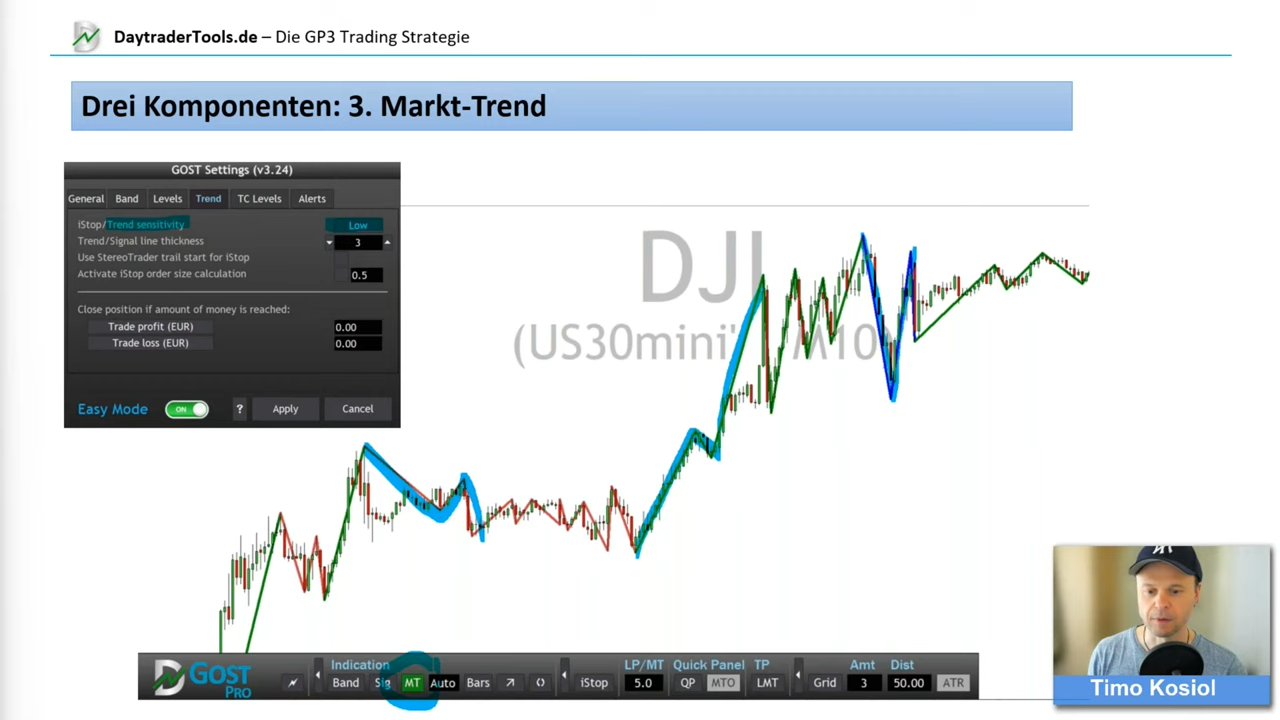 DaytraderTools.de – Die GP3 Trading Strategie
Drei Komponenten: 3. Markt-Trend
GOST Settings (v3.24)
General Band Levels Trend TC Levels Alerts
iStop/Trend sensitivity Low
Trend/Signal line thickness 3
Use StereoTrader trail start for iStop
Activate iStop order size calculation 0.5
Close position if amount of money is reached:
Trade profit (EUR) 0.00
Trade loss (EUR) 0.00
Easy Mode ON ? Apply Cancel
DJI
(US30mini M10)
GOST
PRO
Indication LP/MT Quick Panel TP Amt Dist
Band Sig MT Auto Bars iStop 5.0 QP MTO LMT Grid 3 50.00 ATR
Timo Kosiol